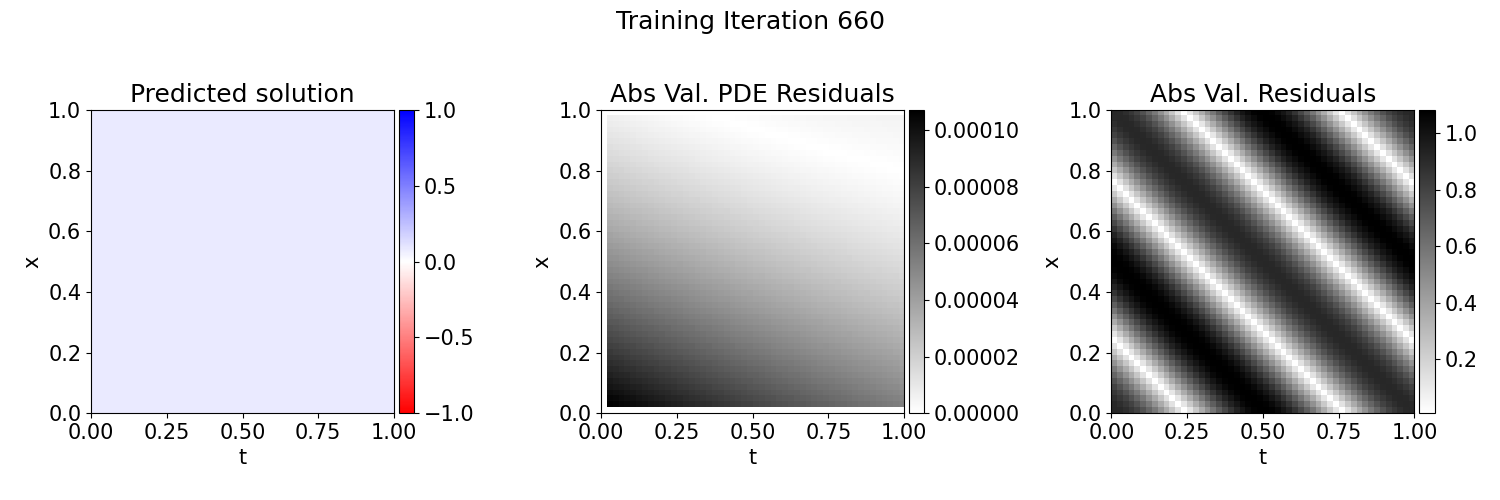 Training Iteration 660
Predicted solution
Abs Val. PDE Residuals
Abs Val. Residuals
1.0
0.8
0.6
0.4
0.2
0.0
x
0.00 0.25 0.50 0.75 1.00
t
1.0
0.5
0.0
−0.5
−1.0
1.0
0.8
0.6
0.4
0.2
0.0
x
0.00 0.25 0.50 0.75 1.00
t
0.00010
0.00008
0.00006
0.00004
0.00002
0.00000
1.0
0.8
0.6
0.4
0.2
0.0
x
0.00 0.25 0.50 0.75 1.00
t
1.0
0.8
0.6
0.4
0.2